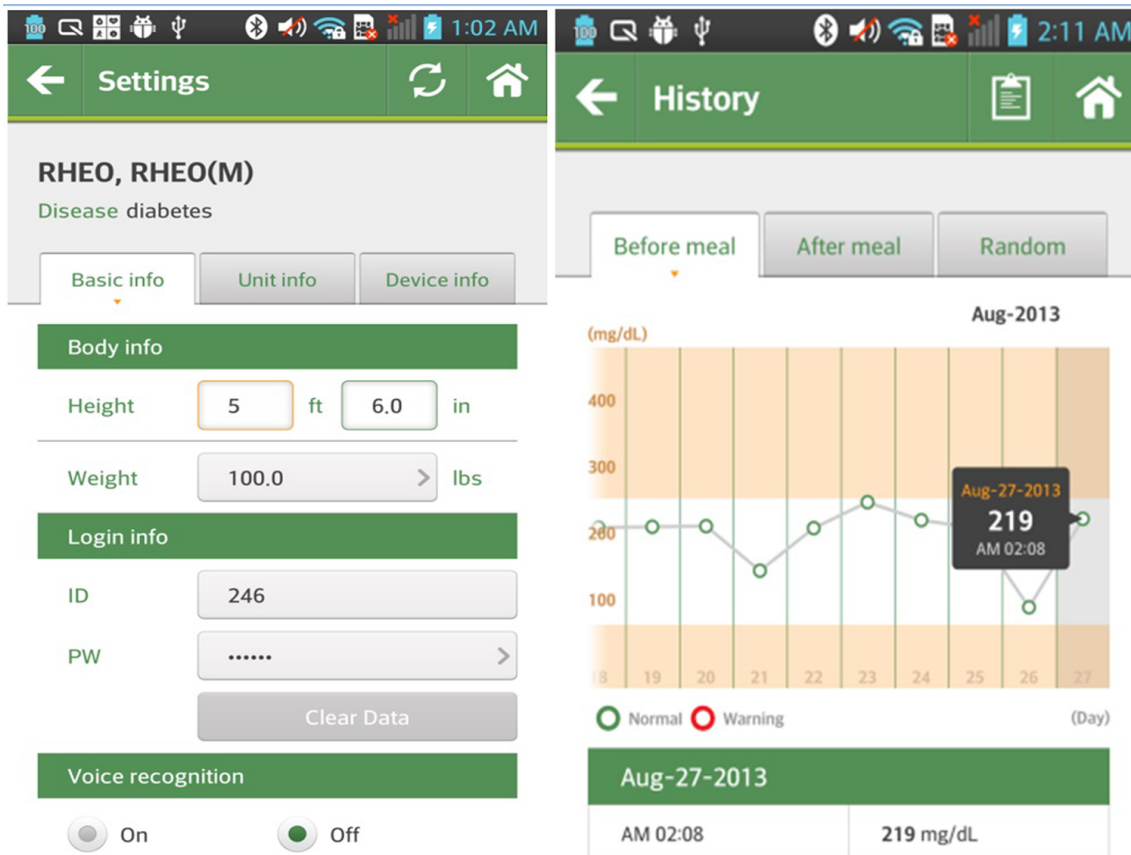 100
1:02 AM
Settings
RHEO, RHEO(M)
Disease diabetes
Basic info
Unit info
Device info
Body info
Height 5 ft 6.0 in
Weight 100.0 lbs
Login info
ID 246
PW ••••••
Clear Data
Voice recognition
On Off
100
2:11 AM
History
Before meal
After meal
Random
Aug-2013
(mg/dL)
400
300
200
100
Aug-27-2013
219
AM 02:08
18 19 20 21 22 23 24 25 26 27
Normal Warning (Day)
Aug-27-2013
AM 02:08 219 mg/dL